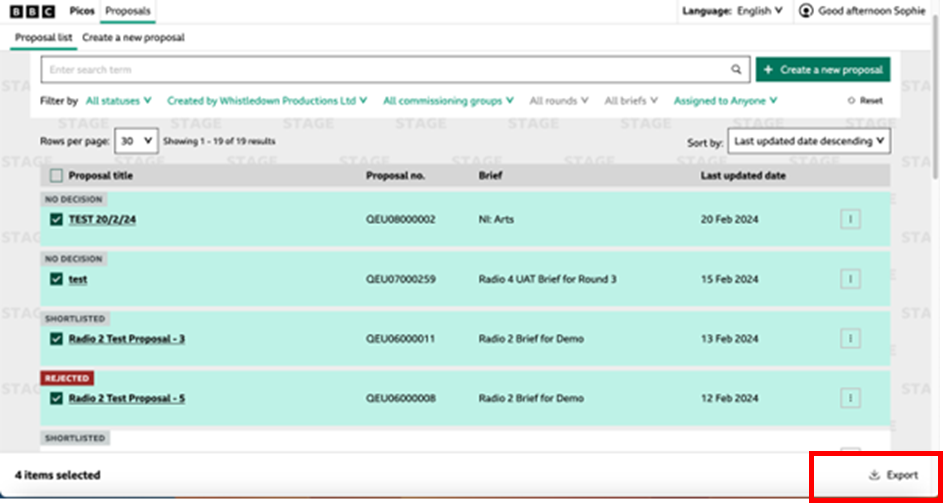 BBC Picos Proposals Language: English Good afternoon Sophie
Proposal list Create a new proposal
Enter search term + Create a new proposal
Filter by All statuses Created by Whistledown Productions Ltd All commissioning groups All rounds All briefs Assigned to Anyone Reset
STAGE STAGE STAGE STAGE STAGE STAGE
Rows per page: 30 Showing 1 - 19 of 19 results Sort by: Last updated date descending
Proposal title Proposal no. Brief Last updated date
NO DECISION
TEST 20/2/24 QEU08000002 NI: Arts 20 Feb 2024
NO DECISION
test QEU07000259 Radio 4 UAT Brief for Round 3 15 Feb 2024
SHORTLISTED
Radio 2 Test Proposal - 3 QEU06000011 Radio 2 Brief for Demo 13 Feb 2024
REJECTED
Radio 2 Test Proposal - 5 QEU06000008 Radio 2 Brief for Demo 12 Feb 2024
SHORTLISTED
4 items selected Export